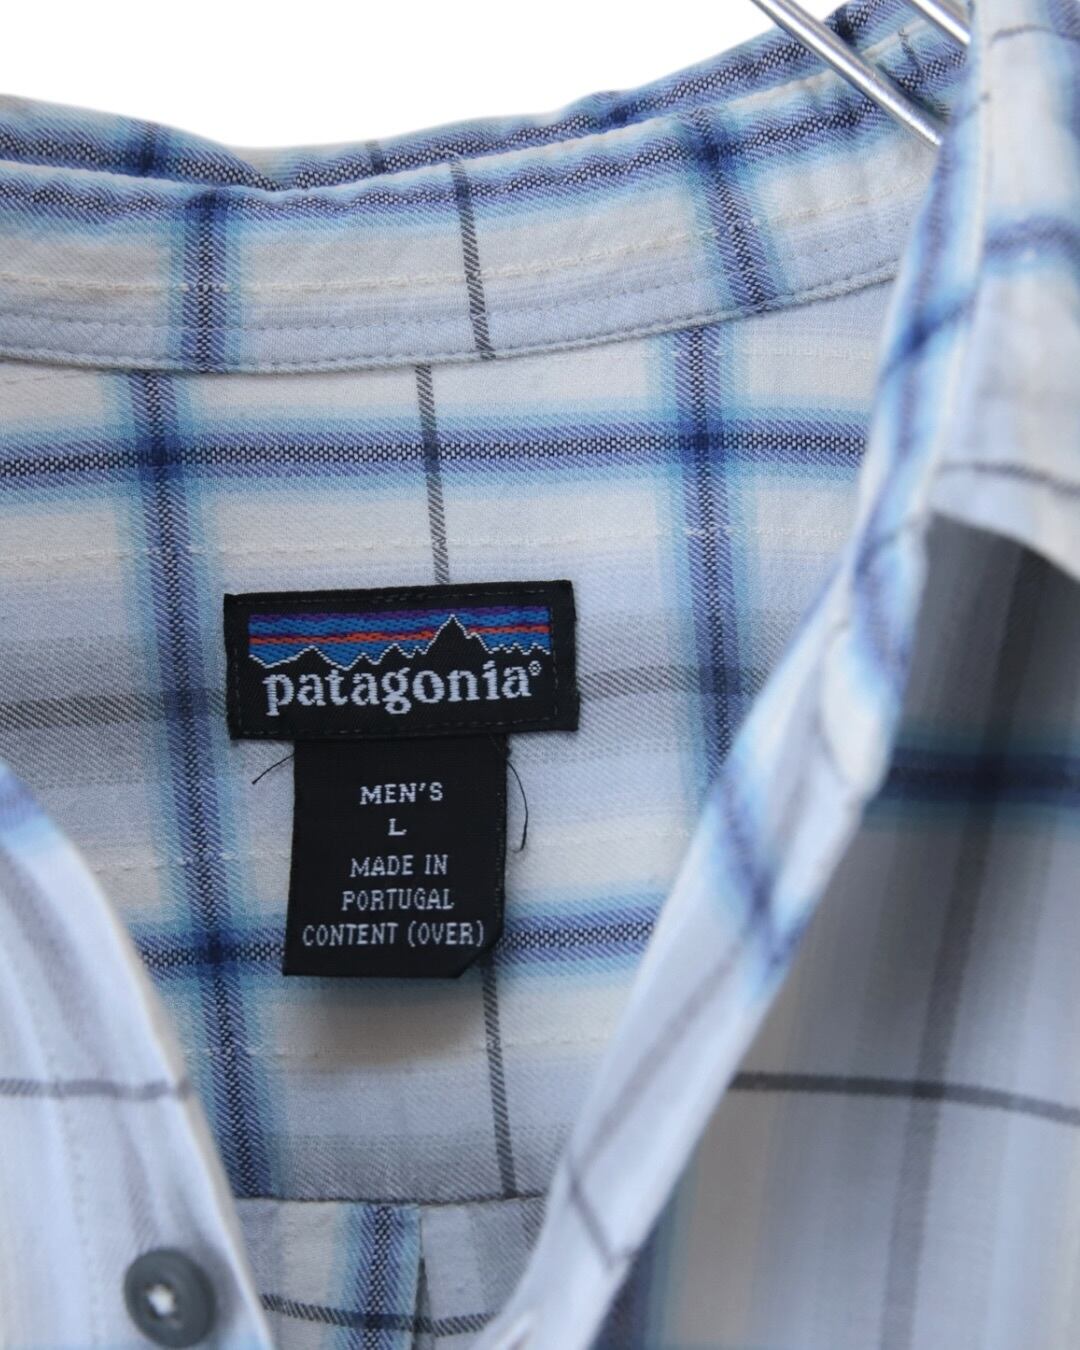 patagonia®
MEN'S
L
MADE IN
PORTUGAL
CONTENT (OVER)